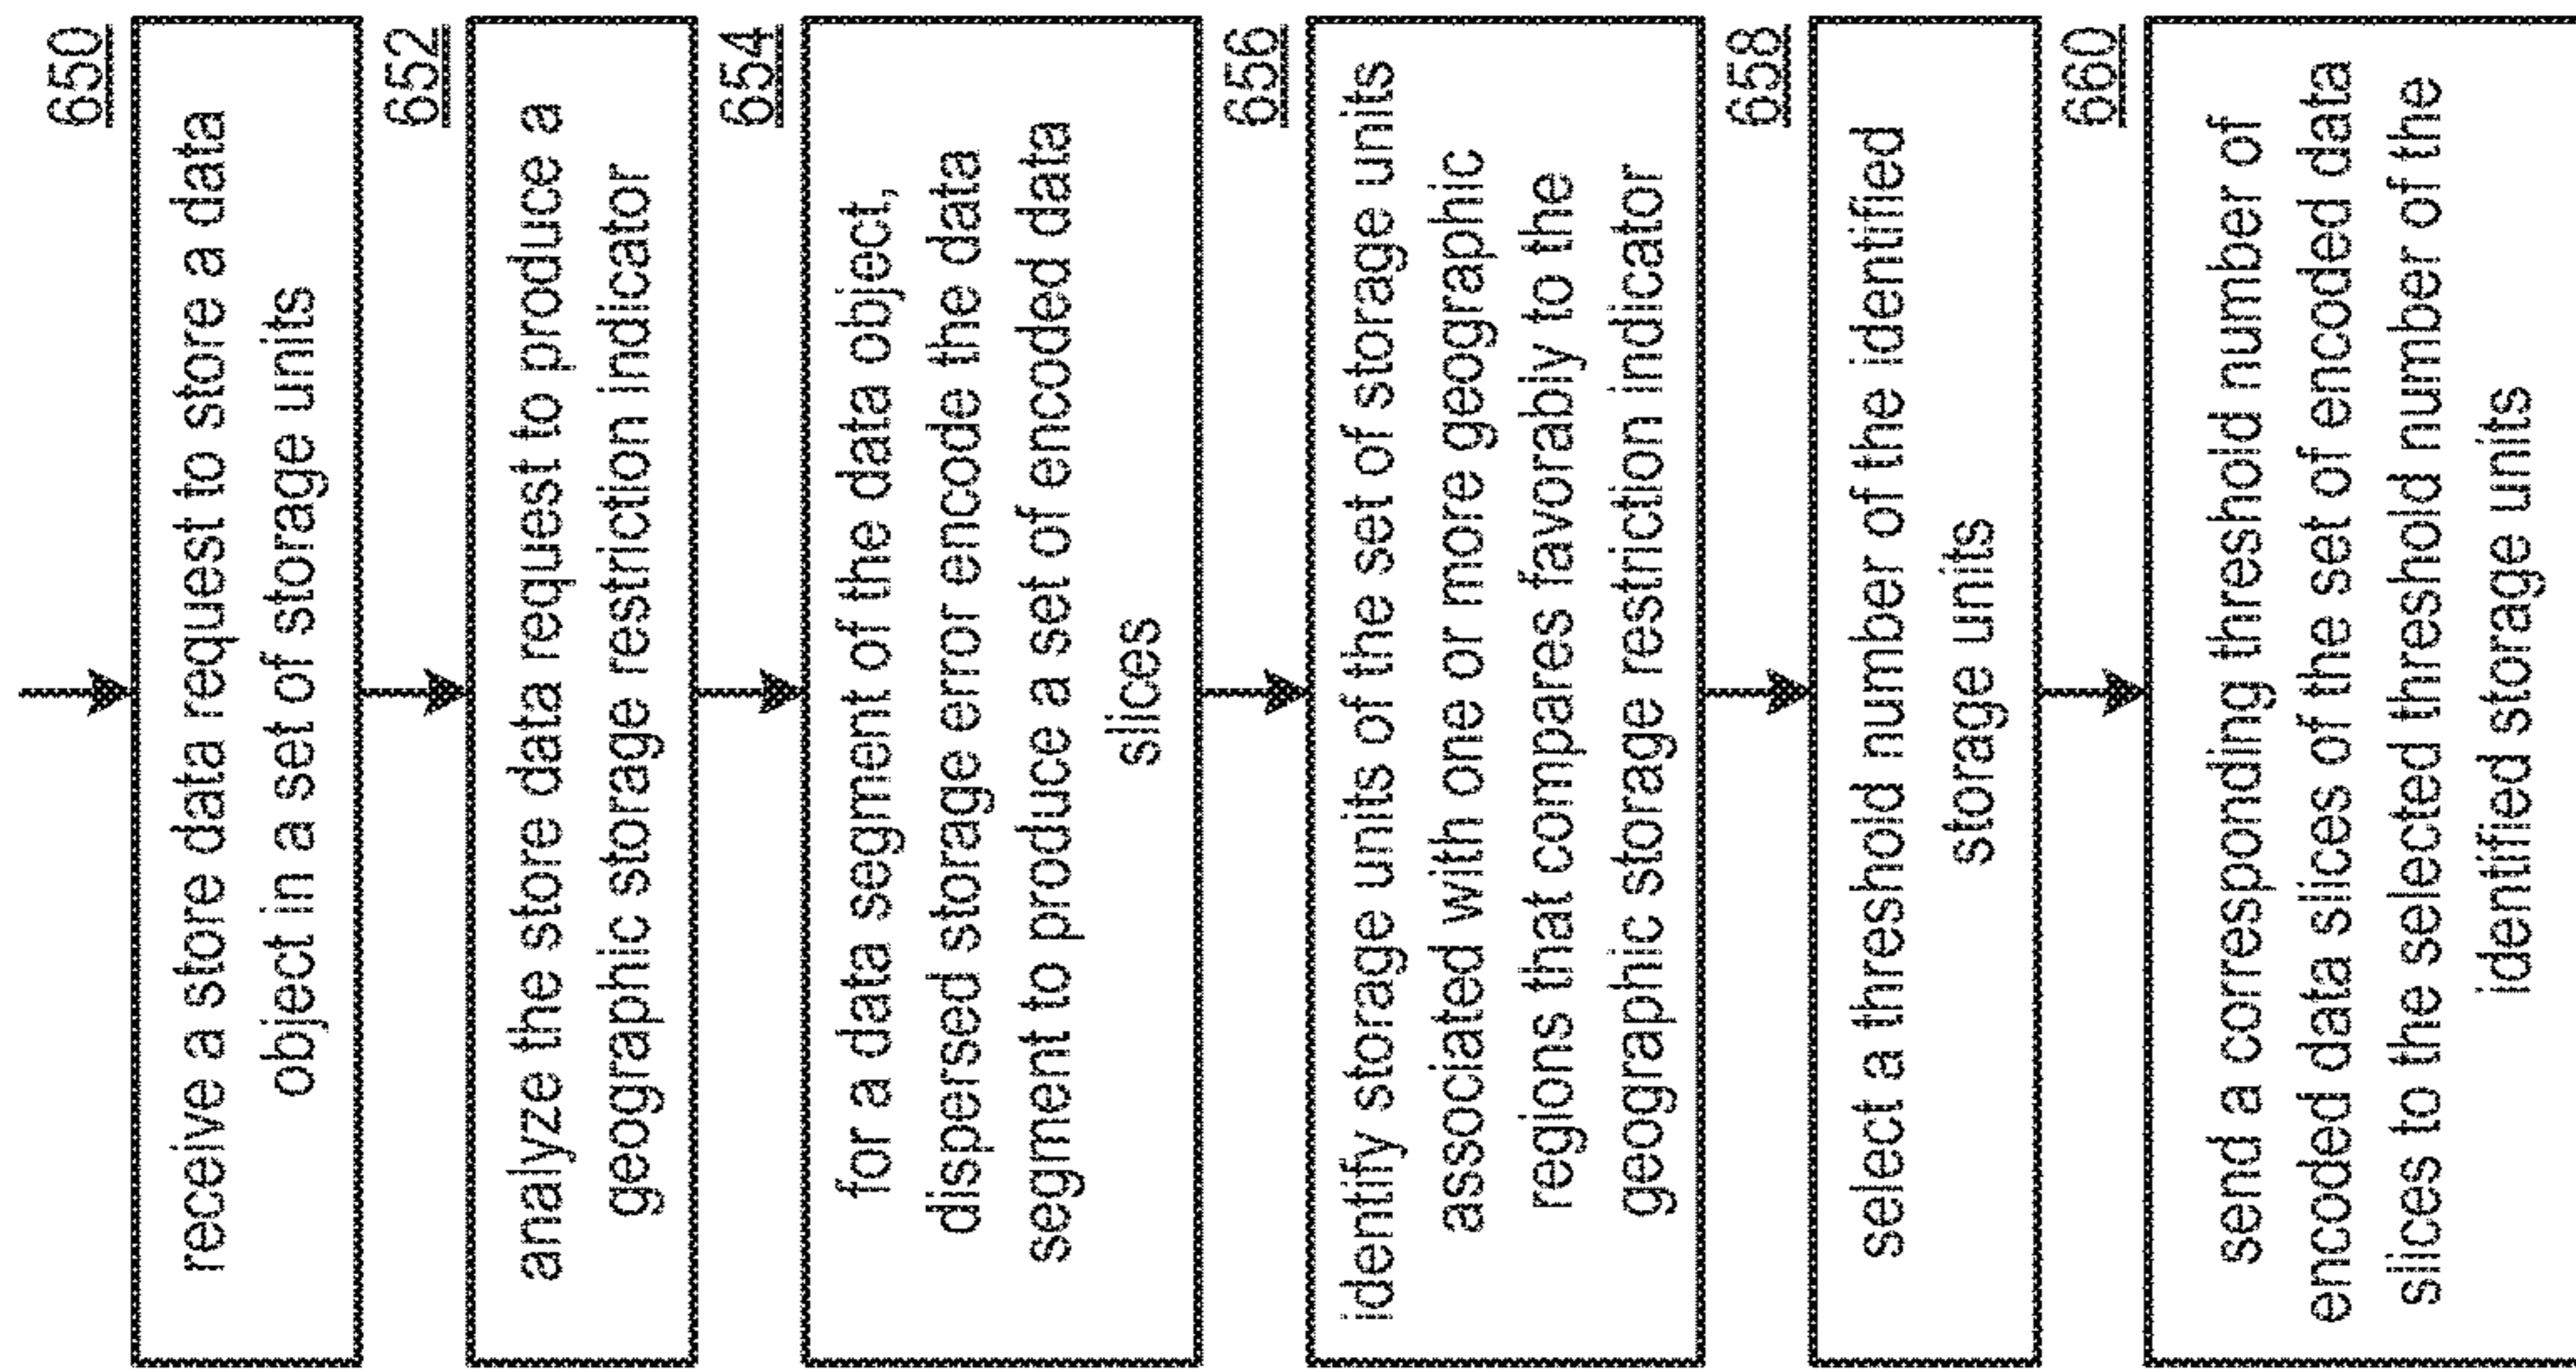 650
receive a store data request to store a data
object in a set of storage units
652
analyze the store data request to produce a
geographic storage restriction indicator
654
for a data segment of the data object,
dispersed storage error encode the data
segment to produce a set of encoded data
slices
656
identify storage units of the set of storage units
associated with one or more geographic
regions that compares favorably to the
geographic storage restriction indicator
658
select a threshold number of the identified
storage units
660
send a corresponding threshold number of
encoded data slices of the set of encoded data
slices to the selected threshold number of the
identified storage units